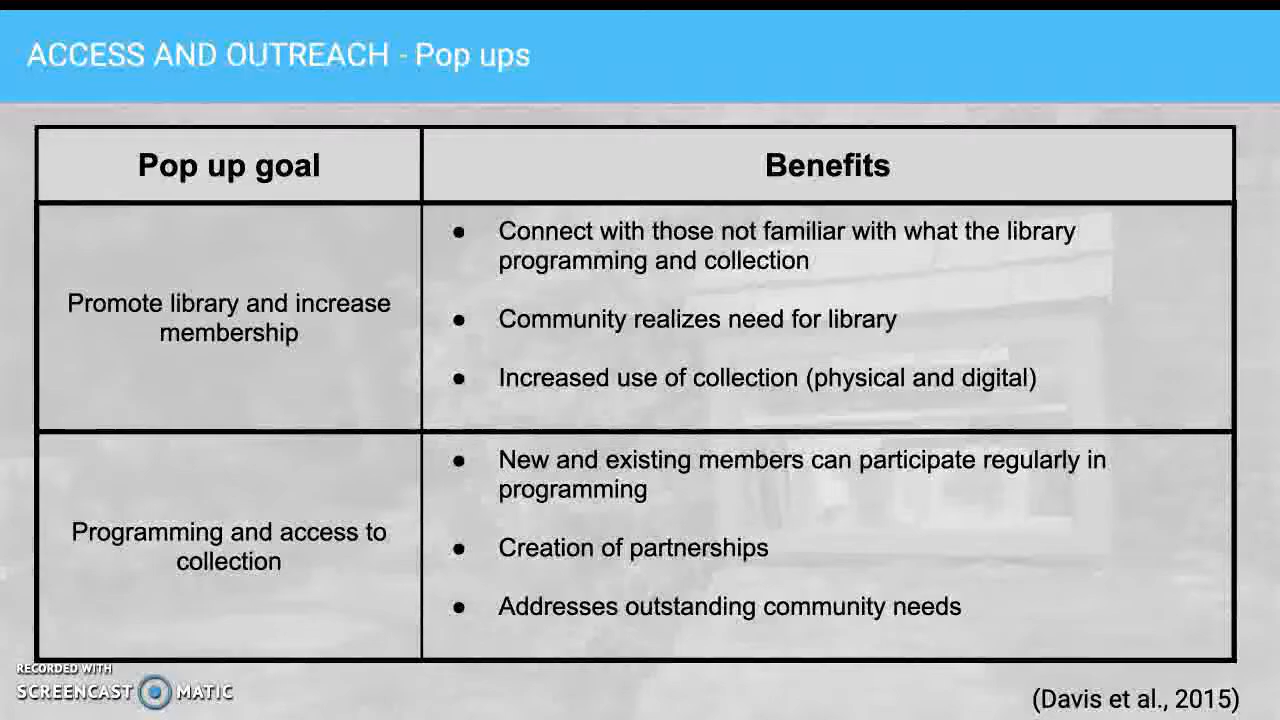 ACCESS AND OUTREACH - Pop ups
Pop up goal
Benefits
Promote library and increase
membership
● Connect with those not familiar with what the library
programming and collection
● Community realizes need for library
● Increased use of collection (physical and digital)
Programming and access to
collection
● New and existing members can participate regularly in
programming
● Creation of partnerships
● Addresses outstanding community needs
RECORDED WITH
SCREENCAST MATIC
(Davis et al., 2015)